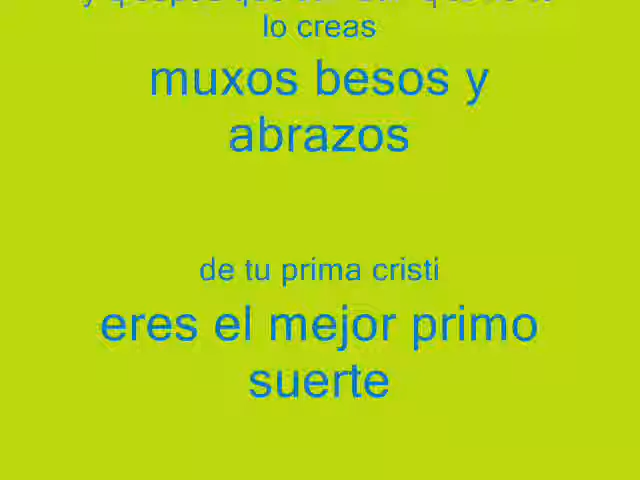 lo creas
muxos besos y
abrazos
de tu prima cristi
eres el mejor primo
suerte